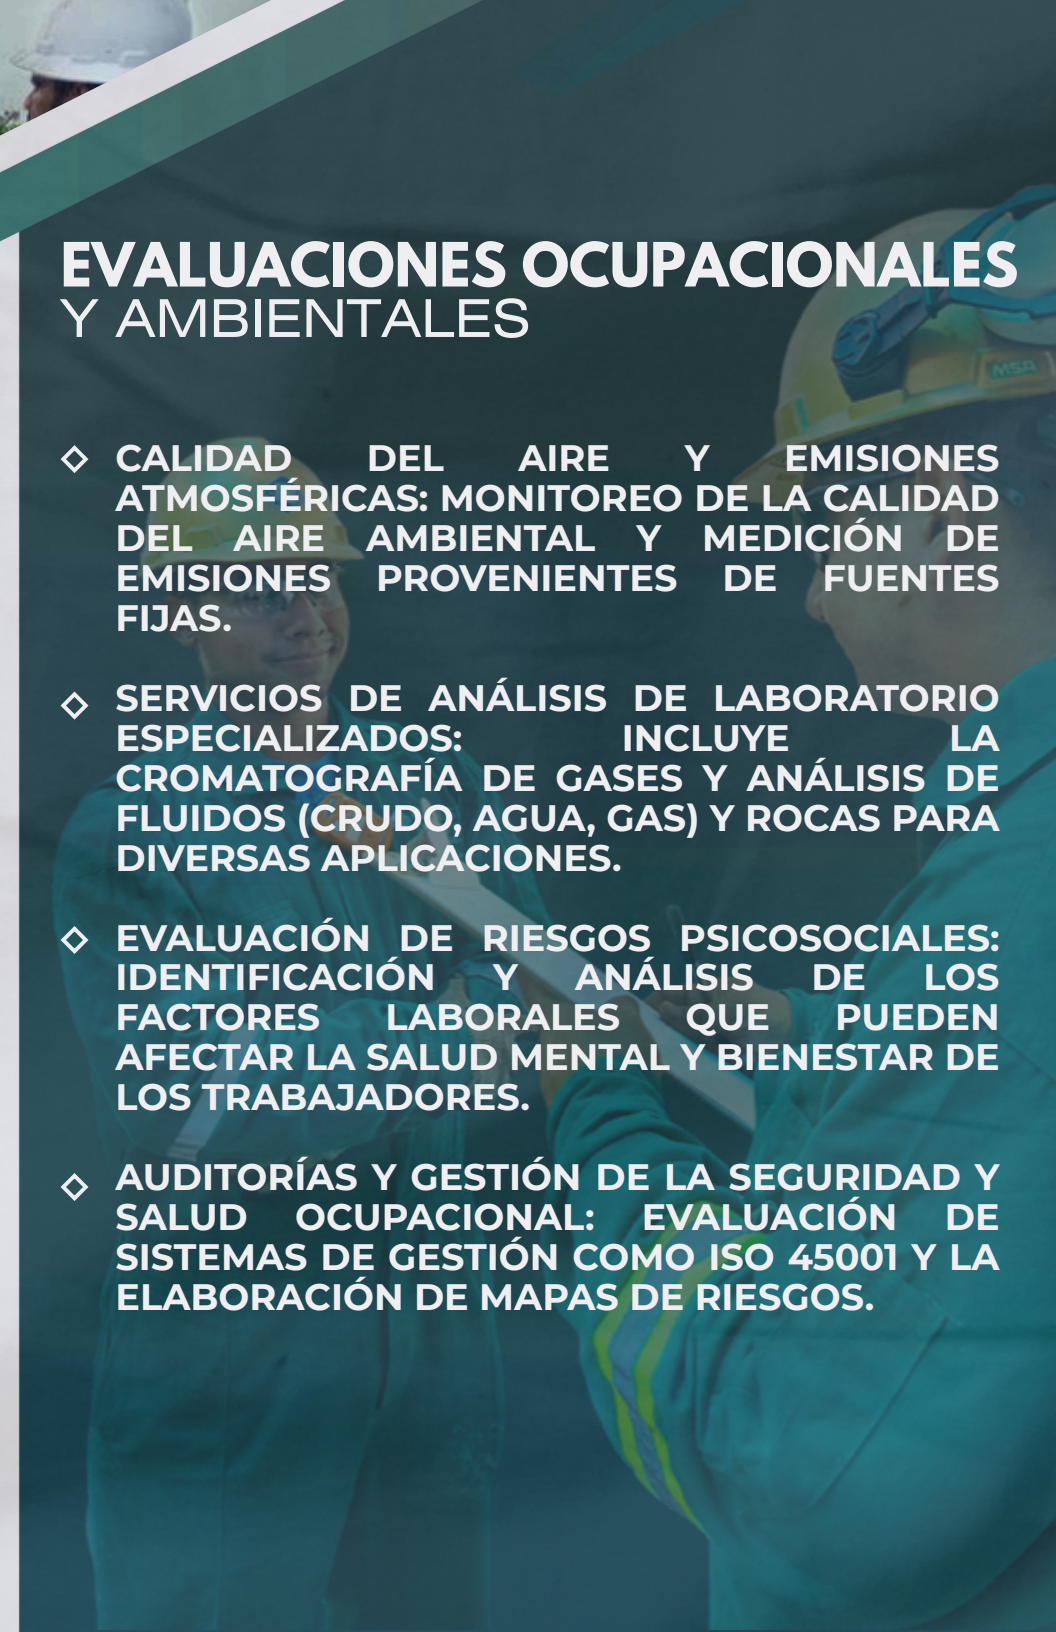 EVALUACIONES OCUPACIONALES
Y AMBIENTALES
MSA
CALIDAD DEL AIRE Y EMISIONES
ATMOSFÉRICAS: MONITOREO DE LA CALIDAD
DEL AIRE AMBIENTAL Y MEDICIÓN DE
EMISIONES PROVENIENTES DE FUENTES
FIJAS.
SERVICIOS DE ANÁLISIS DE LABORATORIO
ESPECIALIZADOS: INCLUYE LA
CROMATOGRAFÍA DE GASES Y ANÁLISIS DE
FLUIDOS (CRUDO, AGUA, GAS) Y ROCAS PARA
DIVERSAS APLICACIONES.
EVALUACIÓN DE RIESGOS PSICOSOCIALES:
IDENTIFICACIÓN Y ANÁLISIS DE LOS
FACTORES LABORALES QUE PUEDEN
AFECTAR LA SALUD MENTAL Y BIENESTAR DE
LOS TRABAJADORES.
AUDITORÍAS Y GESTIÓN DE LA SEGURIDAD Y
SALUD OCUPACIONAL: EVALUACIÓN DE
SISTEMAS DE GESTIÓN COMO ISO 45001 Y LA
ELABORACIÓN DE MAPAS DE RIESGOS.